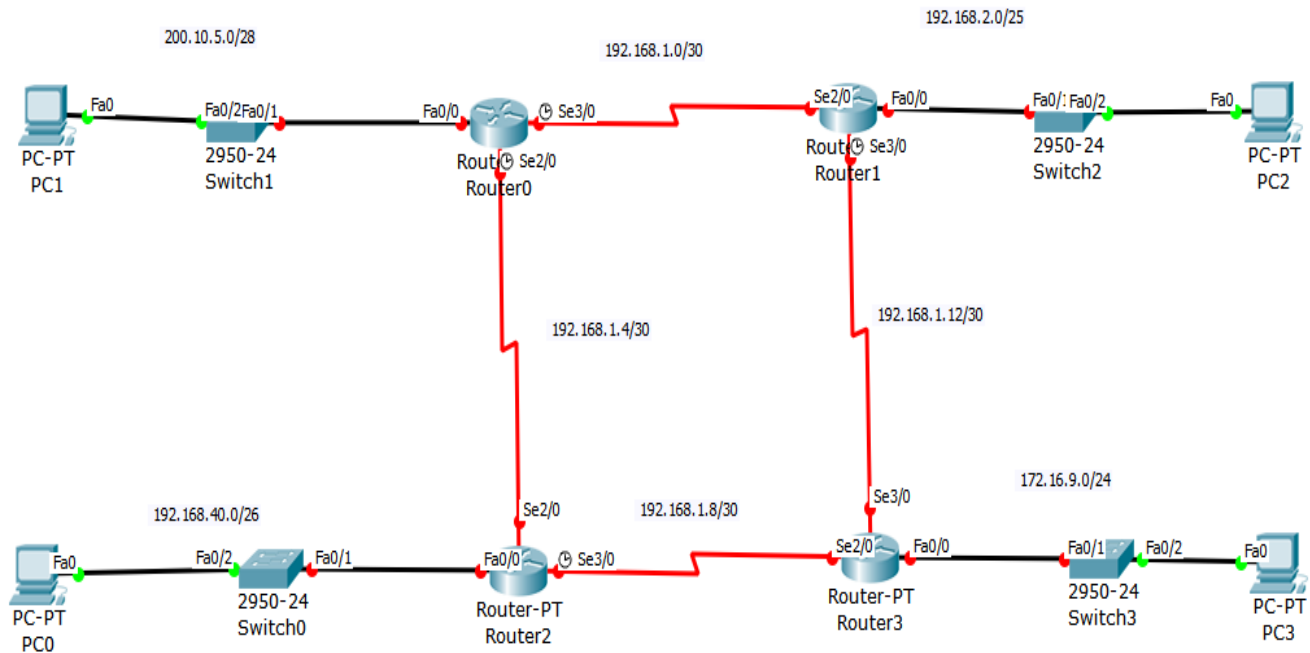 192.168.2.0/25
200.10.5.0/28
192.168.1.0/30
Fa0
Fa0/2
Fa0/1
Fa0/0
Se3/0
Se2/0
Fa0/0
Fa0/1
Fa0/2
Fa0
PC-PT
PC1
2950-24
Switch1
Se2/0
Router0
Se3/0
Router1
2950-24
Switch2
PC-PT
PC2
192.168.1.4/30
192.168.1.12/30
172.16.9.0/24
192.168.40.0/26
Se2/0
192.168.1.8/30
Se3/0
Fa0
Fa0/2
Fa0/1
Fa0/0
Se3/0
Se2/0
Fa0/0
Fa0/1
Fa0/2
Fa0
PC-PT
PC0
2950-24
Switch0
Router-PT
Router2
Router-PT
Router3
2950-24
Switch3
PC-PT
PC3